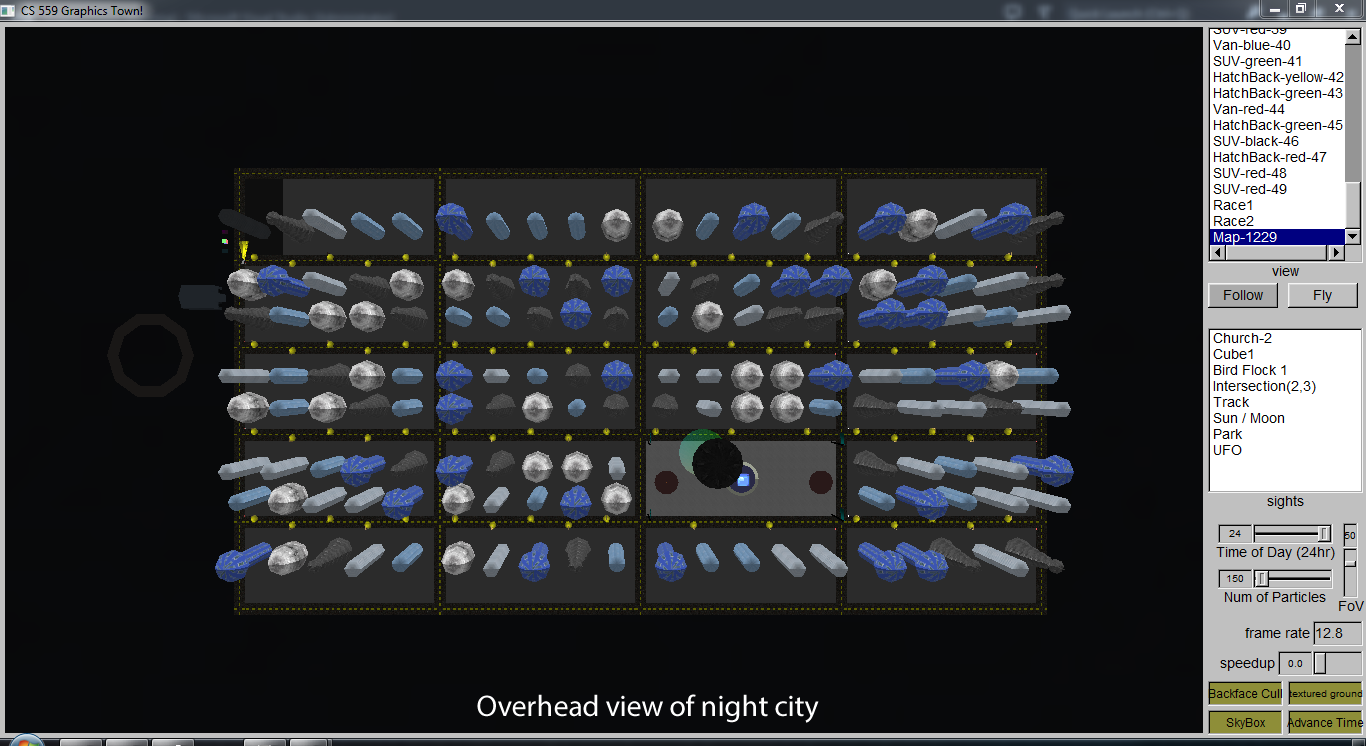 CS 559 Graphics Town!
SUV-red-39
Van-blue-40
SUV-green-41
HatchBack-yellow-42
HatchBack-green-43
Van-red-44
HatchBack-green-45
SUV-black-46
HatchBack-red-47
SUV-red-48
SUV-red-49
Race1
Race2
Map-1229
view
Follow
Fly
Church-2
Cube1
Bird Flock 1
Intersection(2,3)
Track
Sun / Moon
Park
UFO
sights
24
50
Time of Day (24hr)
150
Num of Particles
FoV
frame rate 12.8
speedup 0.0
Backface Cull
textured ground
SkyBox
Advance Time
Overhead view of night city